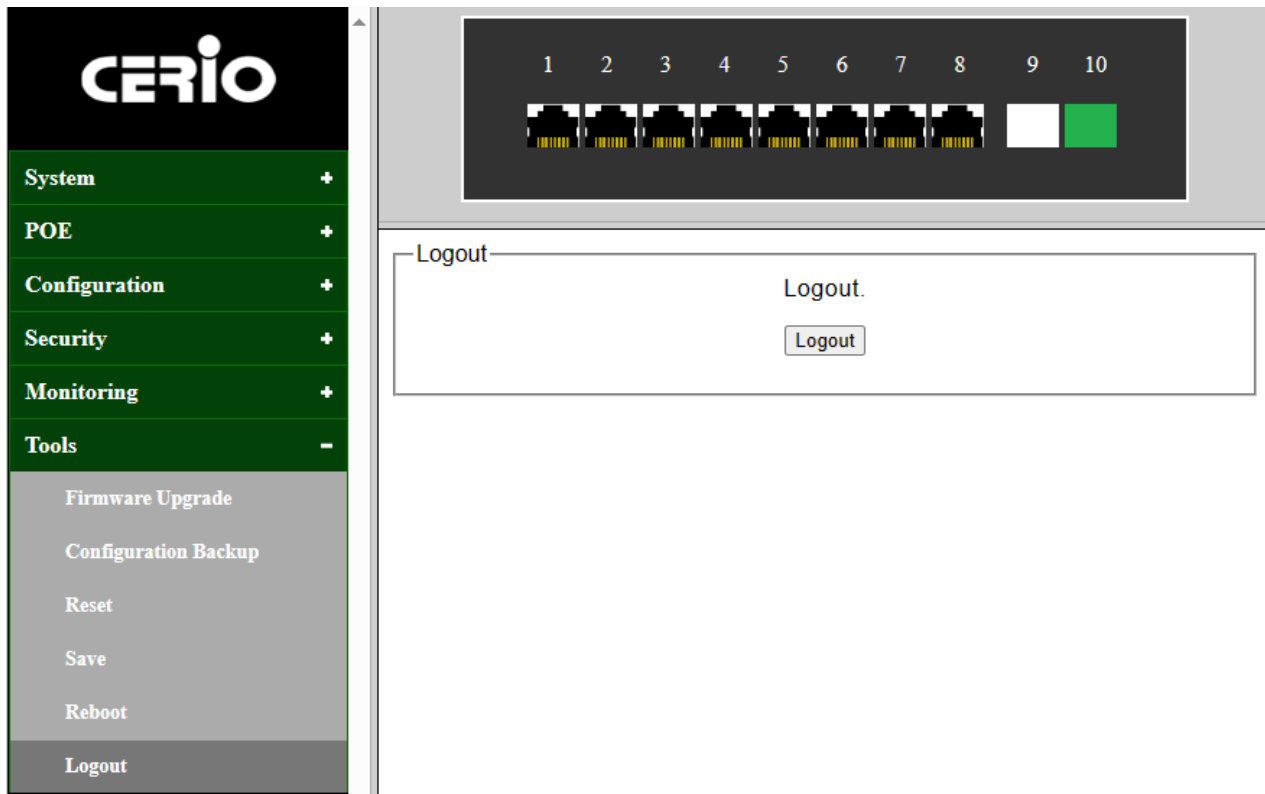 CERIO
System
POE
Configuration
Security
Monitoring
Tools
Firmware Upgrade
Configuration Backup
Reset
Save
Reboot
Logout
1 2 3 4 5 6 7 8 9 10
Logout
Logout.
Logout